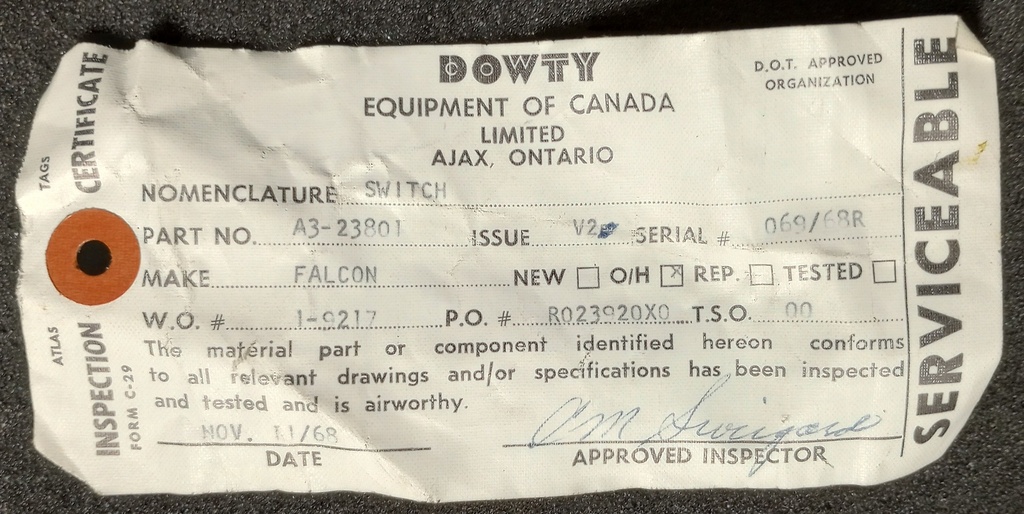 DOWTY
EQUIPMENT OF CANADA
LIMITED
AJAX, ONTARIO
D.O.T. APPROVED
ORGANIZATION
SERVICEABLE
TAGS
ATLAS
INSPECTION CERTIFICATE
FORM C-29
NOMENCLATURE SWITCH
PART NO. A3-23801 ISSUE V2 SERIAL # 069/68R
MAKE FALCON NEW ☐ O/H ☒ REP. ☐ TESTED ☐
W.O. # 1-9217 P.O. # R023920X0 T.S.O. 00
The material part or component identified hereon conforms
to all relevant drawings and/or specifications has been inspected
and tested and is airworthy.
NOV. 11/68
DATE APPROVED INSPECTOR